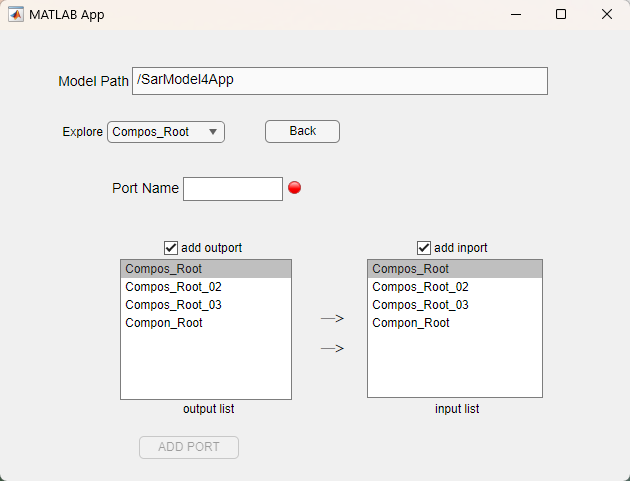 MATLAB App
Model Path /SarModel4App
Explore Compos_Root Back
Port Name
add outport add inport
Compos_Root
Compos_Root_02
Compos_Root_03
Compon_Root
output list
—>
—>
Compos_Root
Compos_Root_02
Compos_Root_03
Compon_Root
input list
ADD PORT